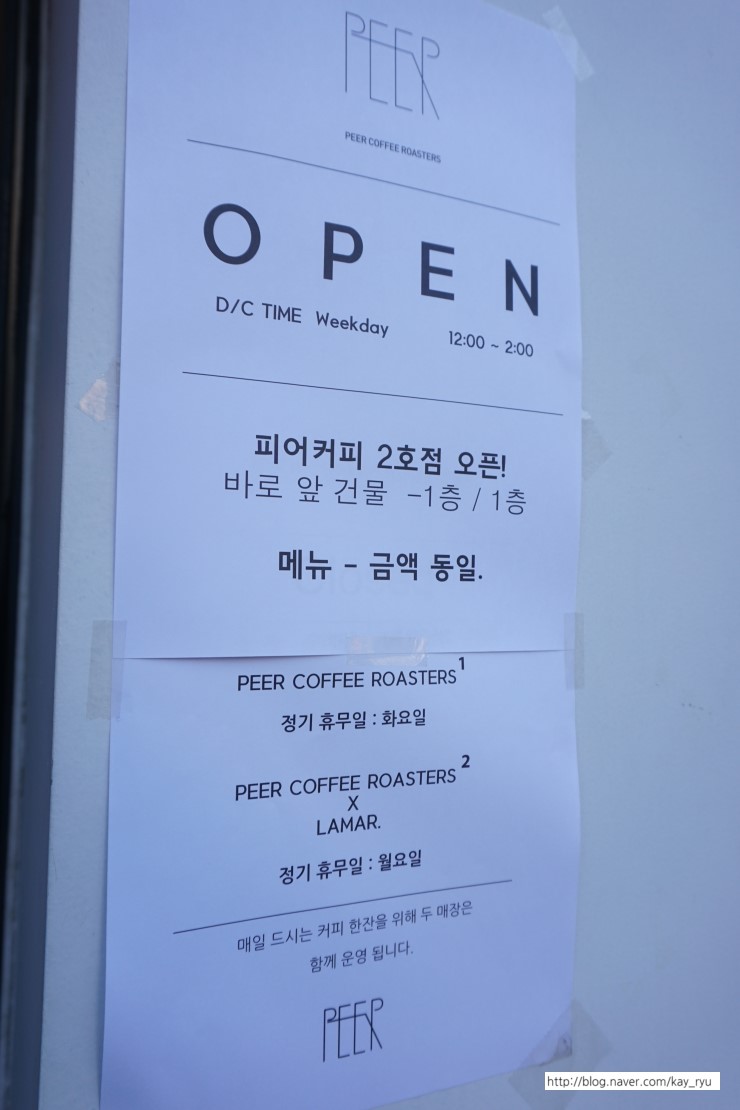 PEER
PEER COFFEE ROASTERS
OPEN
D/C TIME Weekday 12:00 ~ 2:00
피어커피 2호점 오픈!
바로 앞 건물 -1층 / 1층
메뉴 - 금액 동일.
PEER COFFEE ROASTERS 1
정기 휴무일 : 화요일
PEER COFFEE ROASTERS 2
X
LAMAR.
정기 휴무일 : 월요일
매일 드시는 커피 한잔을 위해 두 매장은
함께 운영 됩니다.
PEER
http://blog.naver.com/kay_ryu